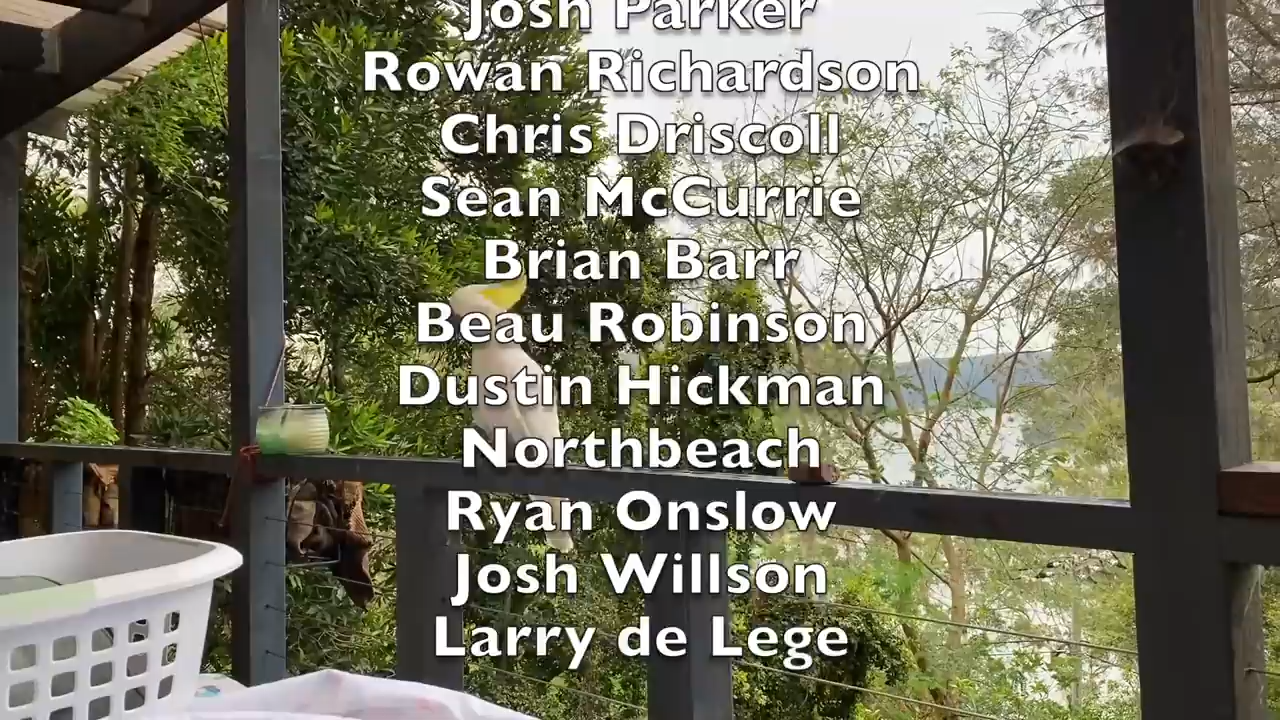 Josh Parker
Rowan Richardson
Chris Driscoll
Sean McCurrie
Brian Barr
Beau Robinson
Dustin Hickman
Northbeach
Ryan Onslow
Josh Willson
Larry de Lege